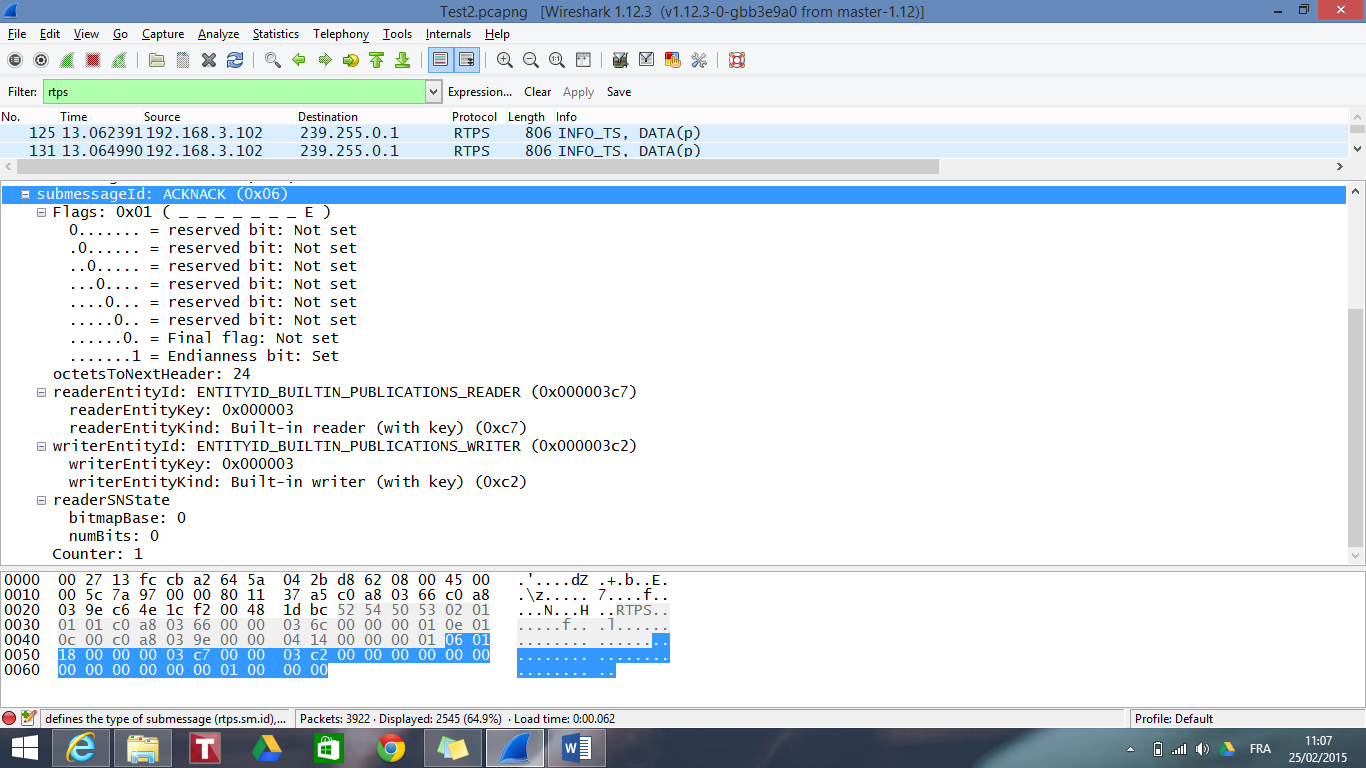 Test2.pcapng [Wireshark 1.12.3 (v1.12.3-0-gbb3e9a0 from master-1.12)]
File Edit View Go Capture Analyze Statistics Telephony Tools Internals Help
Filter: rtps Expression... Clear Apply Save
No. Time Source Destination Protocol Length Info
125 13.062391 192.168.3.102 239.255.0.1 RTPS 806 INFO_TS, DATA(p)
131 13.064990 192.168.3.102 239.255.0.1 RTPS 806 INFO_TS, DATA(p)
submessageId: ACKNACK (0x06)
Flags: 0x01 ( _ _ _ _ _ _ _ E )
0....... = reserved bit: Not set
.0...... = reserved bit: Not set
..0..... = reserved bit: Not set
...0.... = reserved bit: Not set
....0... = reserved bit: Not set
.....0.. = reserved bit: Not set
......0. = Final flag: Not set
.......1 = Endianness bit: Set
octetsToNextHeader: 24
readerEntityId: ENTITYID_BUILTIN_PUBLICATIONS_READER (0x000003c7)
readerEntityKey: 0x000003
readerEntityKind: Built-in reader (with key) (0xc7)
writerEntityId: ENTITYID_BUILTIN_PUBLICATIONS_WRITER (0x000003c2)
writerEntityKey: 0x000003
writerEntityKind: Built-in writer (with key) (0xc2)
readerSNState
bitmapBase: 0
numBits: 0
Counter: 1
0000 00 27 13 fc cb a2 64 5a 04 2b d8 62 08 00 45 00 .'....dZ .+.b..E.
0010 00 5c 7a 97 00 00 80 11 37 a5 c0 a8 03 66 c0 a8 .\z..... 7....f..
0020 03 9e c6 4e 1c f2 00 48 1d bc 52 54 50 53 02 01 ...N...H ..RTPS..
0030 01 01 c0 a8 03 66 00 00 03 6c 00 00 00 01 0e 01 .....f.. .l......
0040 0c 00 c0 a8 03 9e 00 00 04 14 00 00 00 01 06 01 ........ ........
0050 18 00 00 00 03 c7 00 00 03 c2 00 00 00 00 00 00 ........ ........
0060 00 00 00 00 00 01 00 00 00 ........ ..
defines the type of submessage (rtps.sm.id),... Packets: 3922 · Displayed: 2545 (64.9%) · Load time: 0:00.062 Profile: Default
T W FRA 11:07
25/02/2015